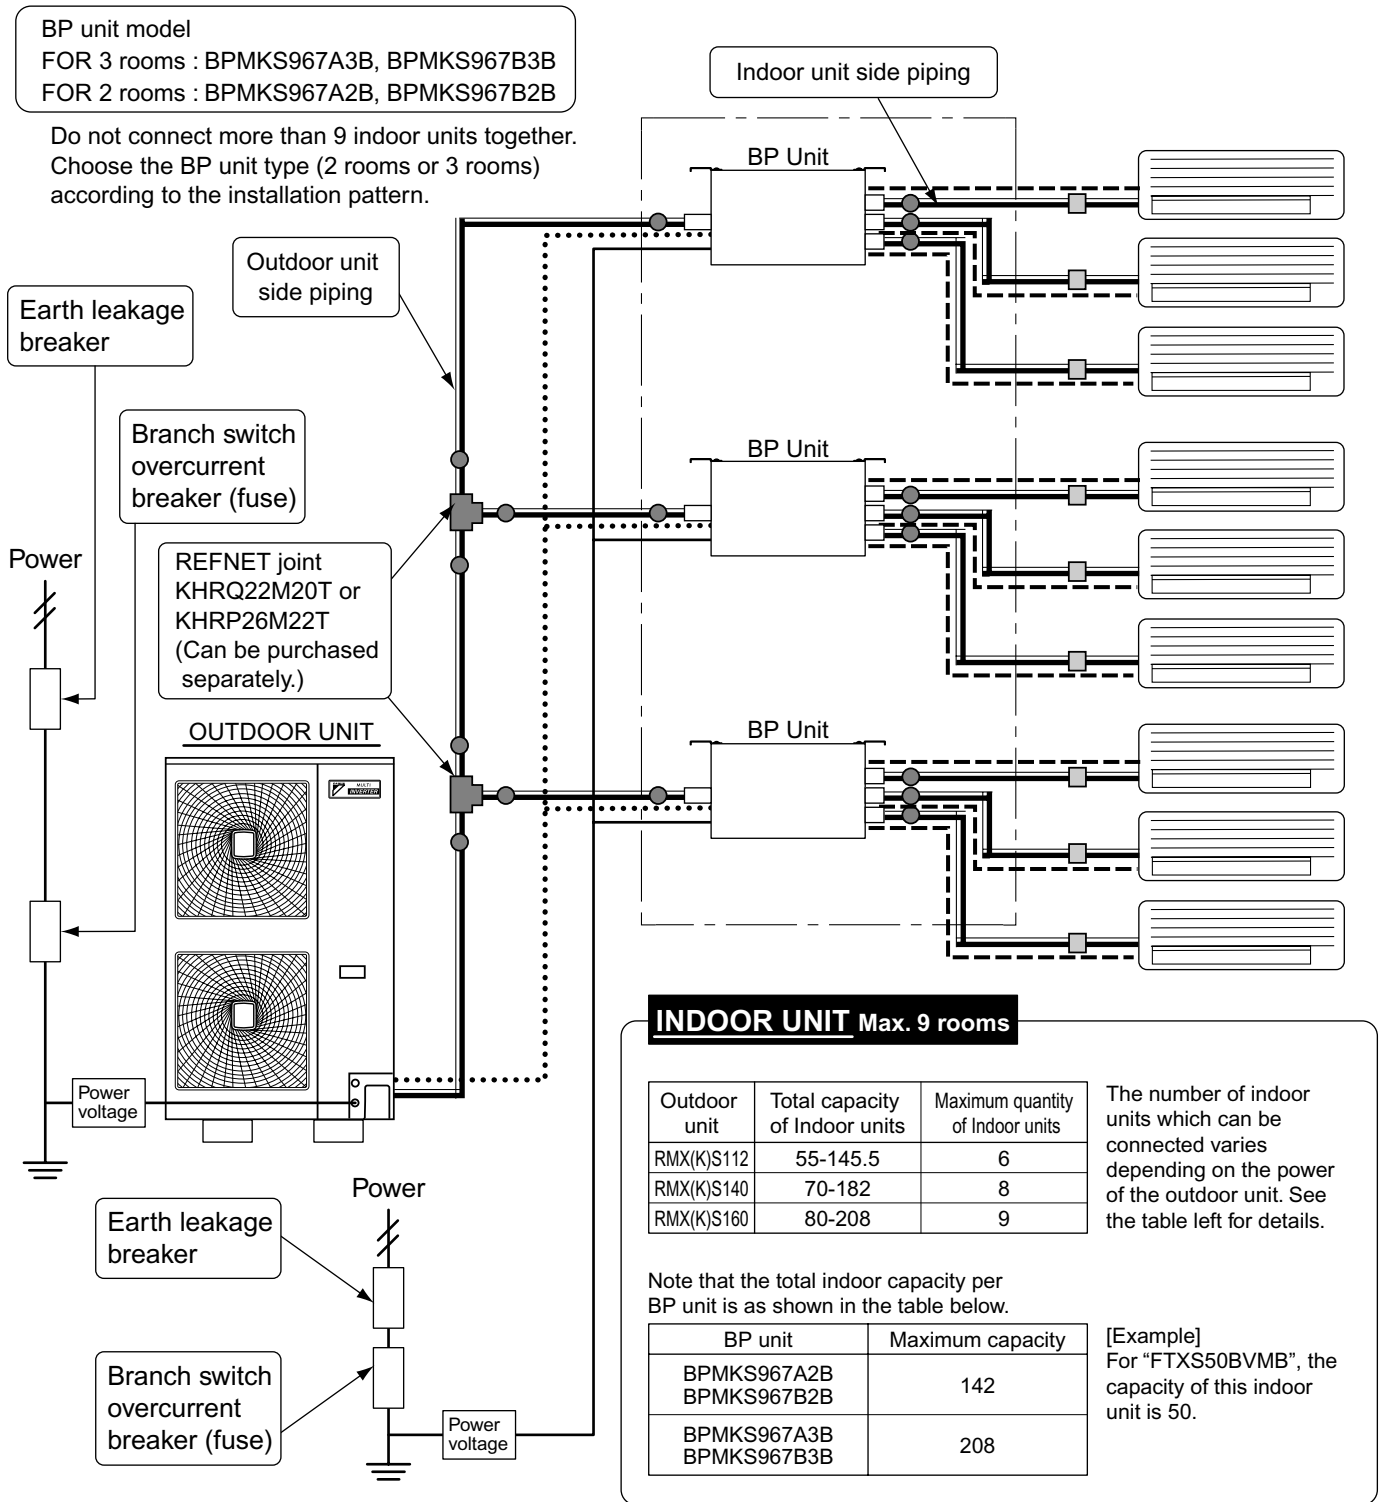 BP unit model
FOR 3 rooms : BPMKS967A3B, BPMKS967B3B
FOR 2 rooms : BPMKS967A2B, BPMKS967B2B
Do not connect more than 9 indoor units together.
Choose the BP unit type (2 rooms or 3 rooms)
according to the installation pattern.
Indoor unit side piping
BP Unit
Outdoor unit
side piping
Earth leakage
breaker
Branch switch
overcurrent
breaker (fuse)
BP Unit
Power
REFNET joint
KHRQ22M20T or
KHRP26M22T
(Can be purchased
separately.)
OUTDOOR UNIT
BP Unit
MULTI
INVERTER
Power
voltage
Power
Earth leakage
breaker
Branch switch
overcurrent
breaker (fuse)
Power
voltage
INDOOR UNIT Max. 9 rooms
Outdoor
unit
Total capacity
of Indoor units
Maximum quantity
of Indoor units
RMX(K)S112 55-145.5 6
RMX(K)S140 70-182 8
RMX(K)S160 80-208 9
The number of indoor
units which can be
connected varies
depending on the power
of the outdoor unit. See
the table left for details.
Note that the total indoor capacity per
BP unit is as shown in the table below.
BP unit Maximum capacity
BPMKS967A2B
BPMKS967B2B
142
BPMKS967A3B
BPMKS967B3B
208
[Example]
For “FTXS50BVMB”, the
capacity of this indoor
unit is 50.